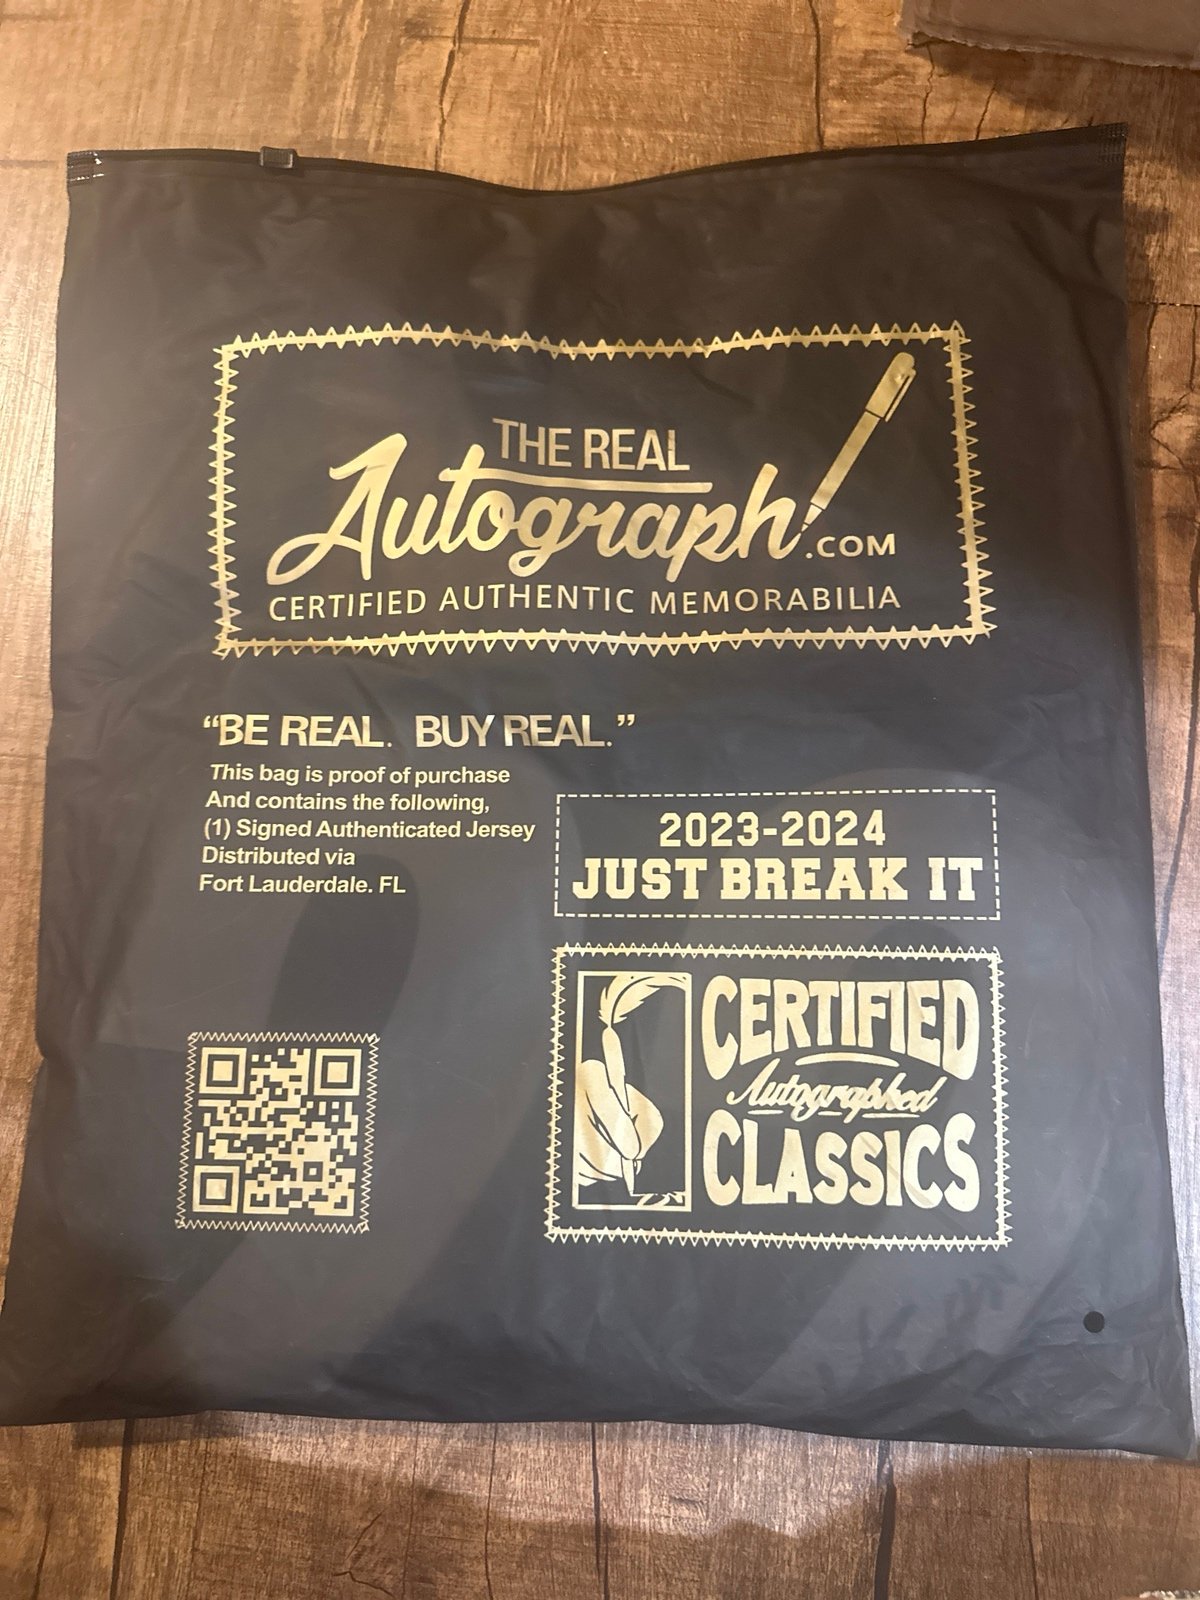 THE REAL
Autograph
.COM
CERTIFIED AUTHENTIC MEMORABILIA
“BE REAL. BUY REAL.”
This bag is proof of purchase
And contains the following,
(1) Signed Authenticated Jersey
Distributed via
Fort Lauderdale. FL
2023-2024
JUST BREAK IT
CERTIFIED
Autographed
CLASSICS